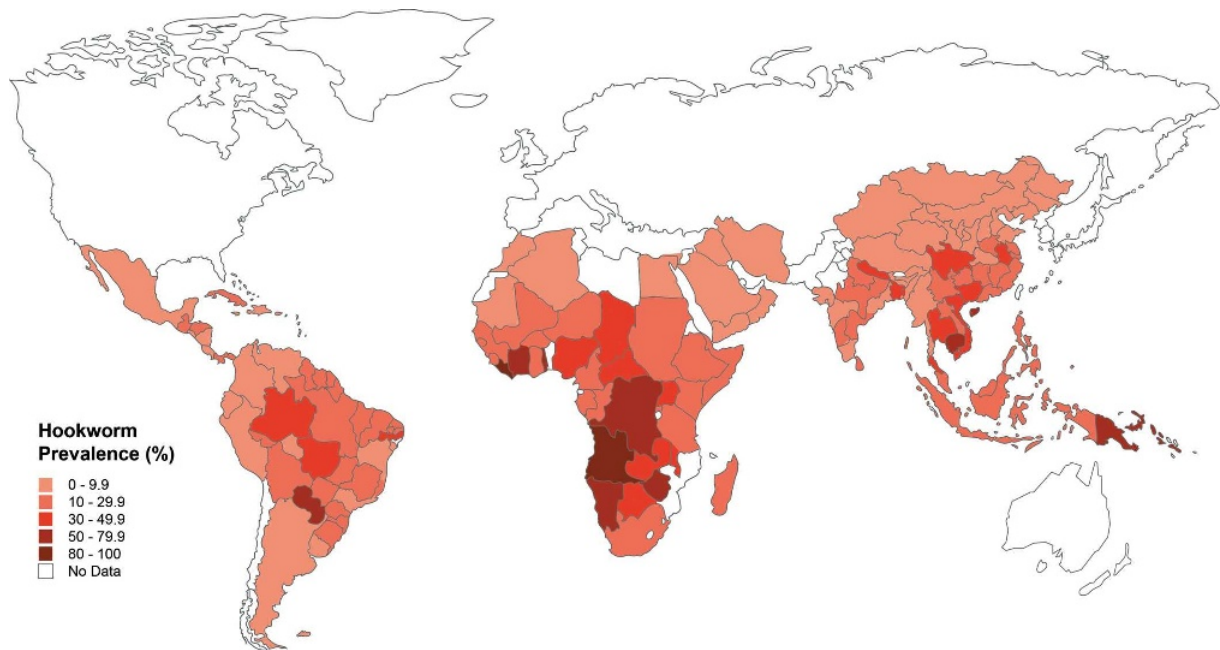 Hookworm
Prevalence (%)
0 - 9.9
10 - 29.9
30 - 49.9
50 - 79.9
80 - 100
No Data